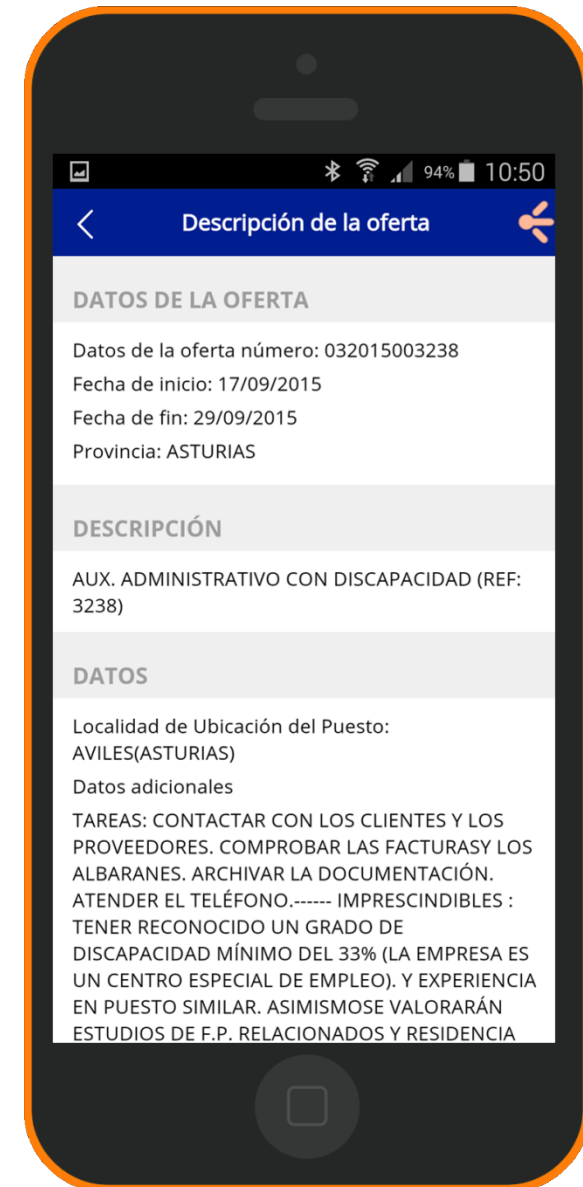 94% 10:50
Descripción de la oferta
DATOS DE LA OFERTA
Datos de la oferta número: 032015003238
Fecha de inicio: 17/09/2015
Fecha de fin: 29/09/2015
Provincia: ASTURIAS
DESCRIPCIÓN
AUX. ADMINISTRATIVO CON DISCAPACIDAD (REF:
3238)
DATOS
Localidad de Ubicación del Puesto:
AVILES(ASTURIAS)
Datos adicionales
TAREAS: CONTACTAR CON LOS CLIENTES Y LOS
PROVEEDORES. COMPROBAR LAS FACTURASY LOS
ALBARANES. ARCHIVAR LA DOCUMENTACIÓN.
ATENDER EL TELÉFONO.------ IMPRESCINDIBLES :
TENER RECONOCIDO UN GRADO DE
DISCAPACIDAD MÍNIMO DEL 33% (LA EMPRESA ES
UN CENTRO ESPECIAL DE EMPLEO). Y EXPERIENCIA
EN PUESTO SIMILAR. ASIMISMOSE VALORARÁN
ESTUDIOS DE F.P. RELACIONADOS Y RESIDENCIA